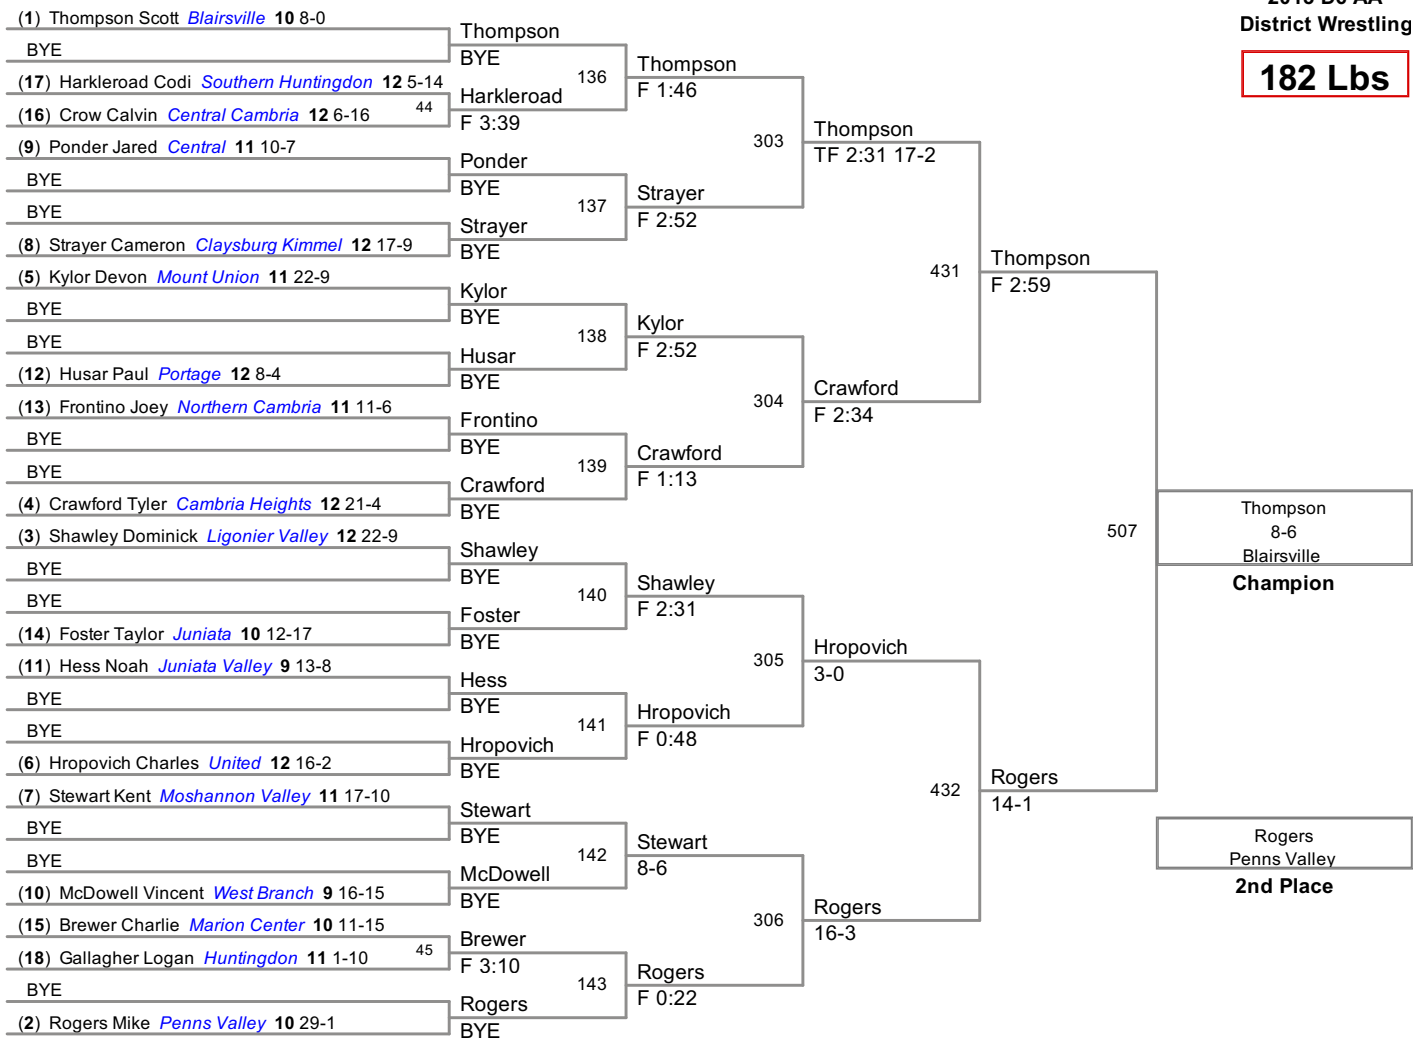 2018 D6 AA
District Wrestling
182 Lbs
(1) Thompson Scott Blairsville 10 8-0
BYE
(17) Harkleroad Codi Southern Huntingdon 12 5-14
(16) Crow Calvin Central Cambria 12 6-16
44
(9) Ponder Jared Central 11 10-7
BYE
BYE
(8) Strayer Cameron Claysburg Kimmel 12 17-9
(5) Kylor Devon Mount Union 11 22-9
BYE
BYE
(12) Husar Paul Portage 12 8-4
(13) Frontino Joey Northern Cambria 11 11-6
BYE
BYE
(4) Crawford Tyler Cambria Heights 12 21-4
(3) Shawley Dominick Ligonier Valley 12 22-9
BYE
BYE
(14) Foster Taylor Juniata 10 12-17
(11) Hess Noah Juniata Valley 9 13-8
BYE
BYE
(6) Hropovich Charles United 12 16-2
(7) Stewart Kent Moshannon Valley 11 17-10
BYE
BYE
(10) McDowell Vincent West Branch 9 16-15
(15) Brewer Charlie Marion Center 10 11-15
(18) Gallagher Logan Huntingdon 11 1-10
45
BYE
(2) Rogers Mike Penns Valley 10 29-1
Thompson
BYE
136
Harkleroad
F 3:39
Ponder
BYE
137
Strayer
BYE
Kylor
BYE
138
Husar
BYE
Frontino
BYE
139
Crawford
BYE
Shawley
BYE
140
Foster
BYE
Hess
BYE
141
Hropovich
BYE
Stewart
BYE
142
McDowell
BYE
Brewer
F 3:10
143
Rogers
BYE
Thompson
F 1:46
303
Strayer
F 2:52
Kylor
F 2:52
304
Crawford
F 1:13
Shawley
F 2:31
305
Hropovich
F 0:48
Stewart
8-6
306
Rogers
F 0:22
Thompson
TF 2:31 17-2
431
Crawford
F 2:34
Hropovich
3-0
432
Rogers
16-3
Thompson
F 2:59
507
Rogers
14-1
Thompson
8-6
Blairsville
Champion
Rogers
Penns Valley
2nd Place